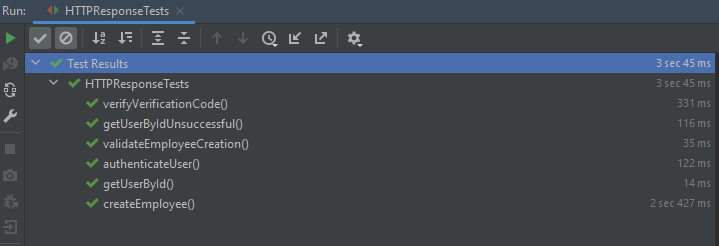 Run: HTTPResponseTests
Test Results 3 sec 45 ms
HTTPResponseTests 3 sec 45 ms
verifyVerificationCode() 331 ms
getUserByIdUnsuccessful() 116 ms
validateEmployeeCreation() 35 ms
authenticateUser() 122 ms
getUserById() 14 ms
createEmployee() 2 sec 427 ms